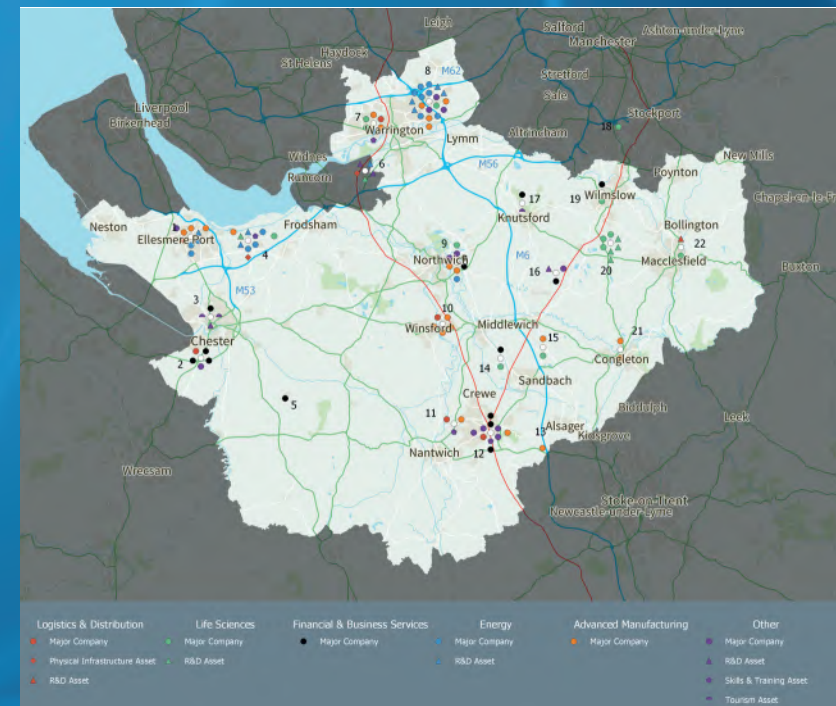 Leigh
Salford
Manchester
Ashton-under-Lyne
Haydock
St Helens
8
M62
Stretford
Sale
Liverpool
Birkenhead
7
Warrington
Lymm
Altrincham
18
Stockport
Widnes
Runcorn
6
M56
New Mills
Poynton
Chapel-en-le-F
17
19
Wilmslow
Neston
1
Ellesmere Port
Frodsham
4
Knutsford
Bollington
22
9
Northwich
M6
16
20
Macclesfield
Buxton
M53
3
10
Winsford
Middlewich
15
21
Chester
2
14
Congleton
Sandbach
5
Crewe
Biddulph
Leek
11
13
Alsager
Kidsgrove
Nantwich
12
Wrecsam
Stoke-on-Trent
Newcastle-under-Lyne
Logistics & Distribution
Major Company
Physical Infrastructure Asset
R&D Asset
Life Sciences
Major Company
R&D Asset
Financial & Business Services
Major Company
Energy
Major Company
R&D Asset
Advanced Manufacturing
Major Company
Other
Major Company
R&D Asset
Skills & Training Asset
Tourism Asset